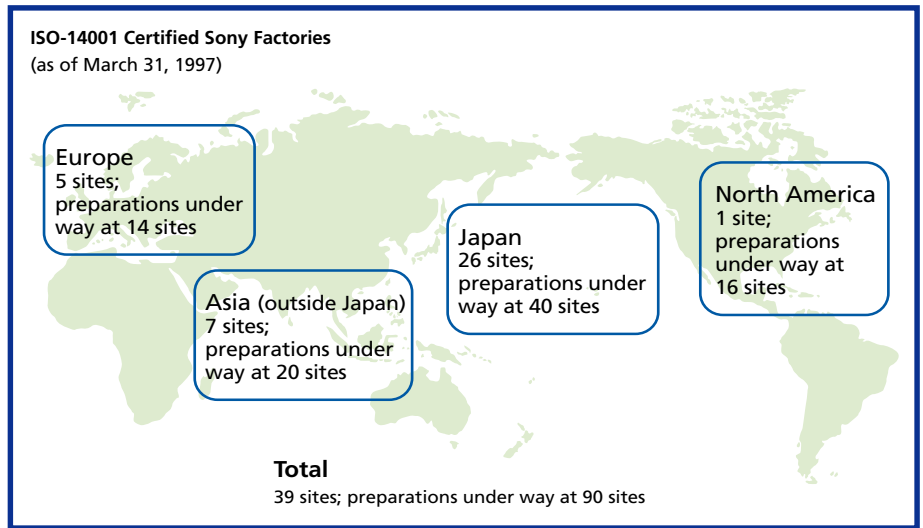 ISO-14001 Certified Sony Factories
(as of March 31, 1997)
Europe
5 sites;
preparations under
way at 14 sites
Asia (outside Japan)
7 sites;
preparations under
way at 20 sites
Japan
26 sites;
preparations under
way at 40 sites
North America
1 site;
preparations
under way at
16 sites
Total
39 sites; preparations under way at 90 sites